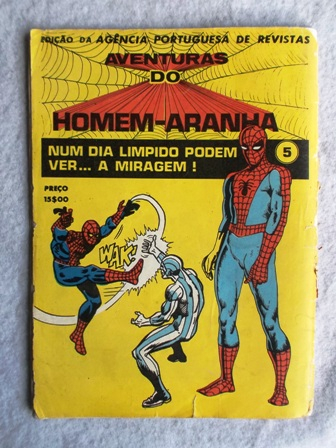 EDIÇÃO DA AGÊNCIA PORTUGUESA DE REVISTAS
AVENTURAS
DO
HOMEM-ARANHA
NUM DIA LIMPIDO PODEM
VER... A MIRAGEM !
5
PREÇO
15$00
WAK!